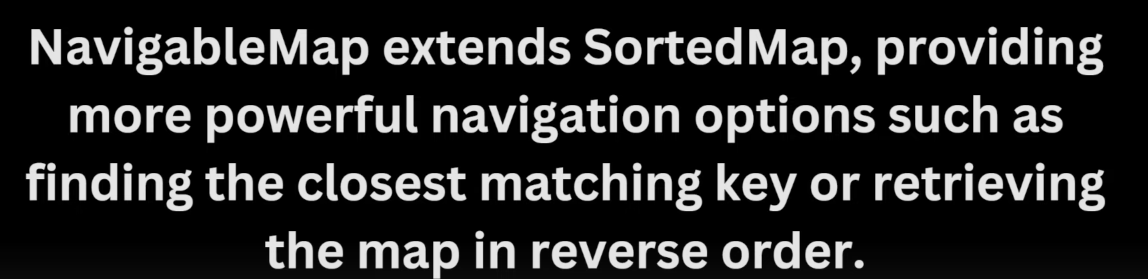 NavigableMap extends SortedMap, providing
more powerful navigation options such as
finding the closest matching key or retrieving
the map in reverse order.